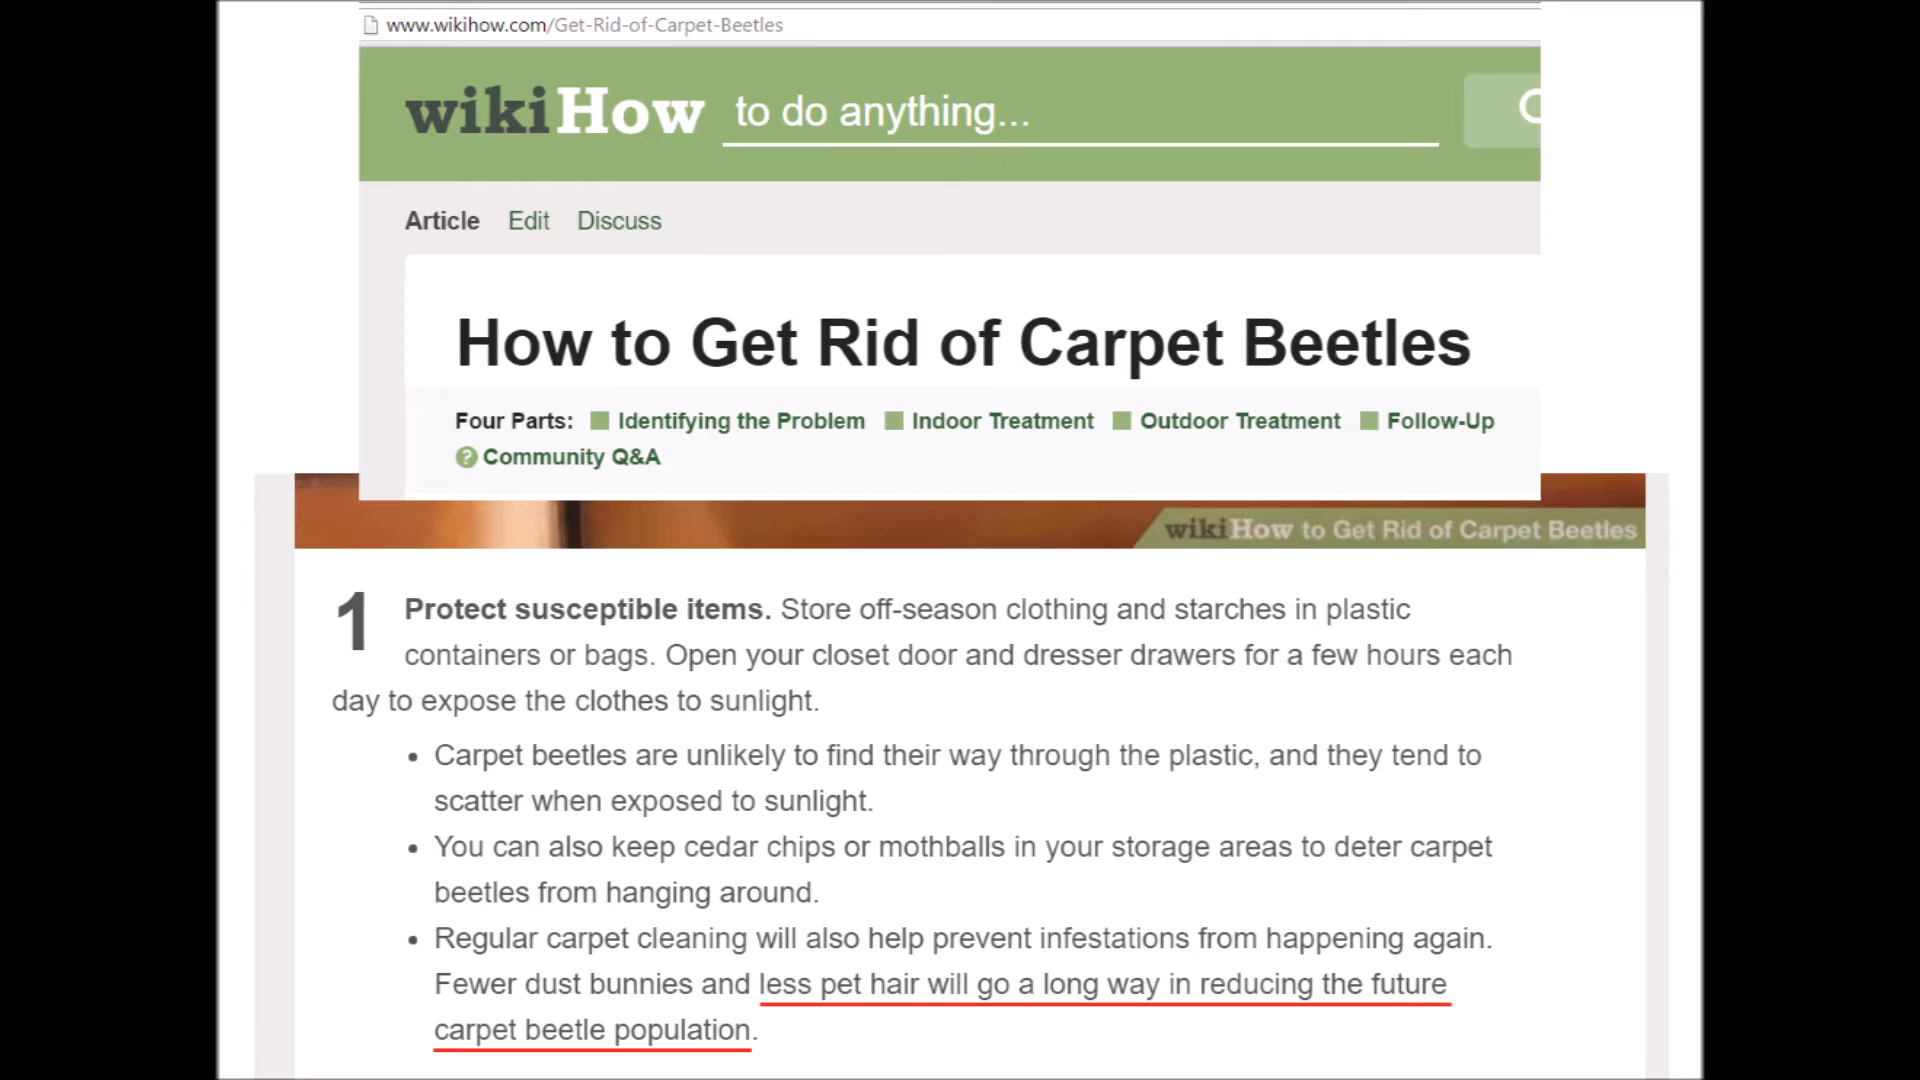 www.wikihow.com/Get-Rid-of-Carpet-Beetles
wikiHow to do anything...
Article Edit Discuss
How to Get Rid of Carpet Beetles
Four Parts: Identifying the Problem Indoor Treatment Outdoor Treatment Follow-Up
? Community Q&A
wikiHow to Get Rid of Carpet Beetles
1 Protect susceptible items. Store off-season clothing and starches in plastic
containers or bags. Open your closet door and dresser drawers for a few hours each
day to expose the clothes to sunlight.
• Carpet beetles are unlikely to find their way through the plastic, and they tend to
scatter when exposed to sunlight.
• You can also keep cedar chips or mothballs in your storage areas to deter carpet
beetles from hanging around.
• Regular carpet cleaning will also help prevent infestations from happening again.
Fewer dust bunnies and less pet hair will go a long way in reducing the future
carpet beetle population.